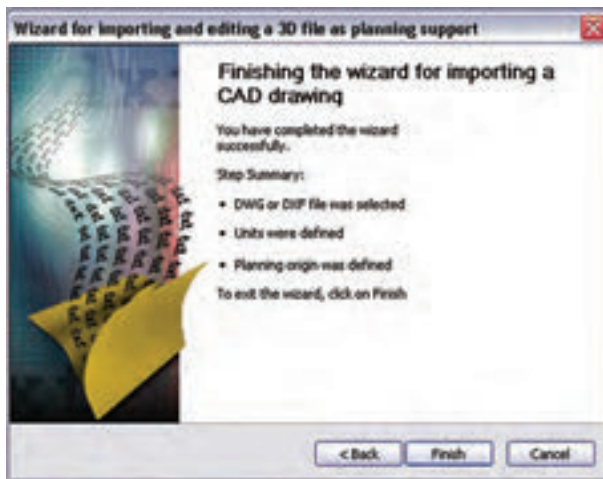 Wizard for importing and editing a 3D file as planning support
Finishing the wizard for importing a
CAD drawing
You have completed the wizard
successfully.
Step Summary:
• DWG or DXF file was selected
• Units were defined
• Planning origin was defined
To exit the wizard, click on Finish
< Back Finish Cancel